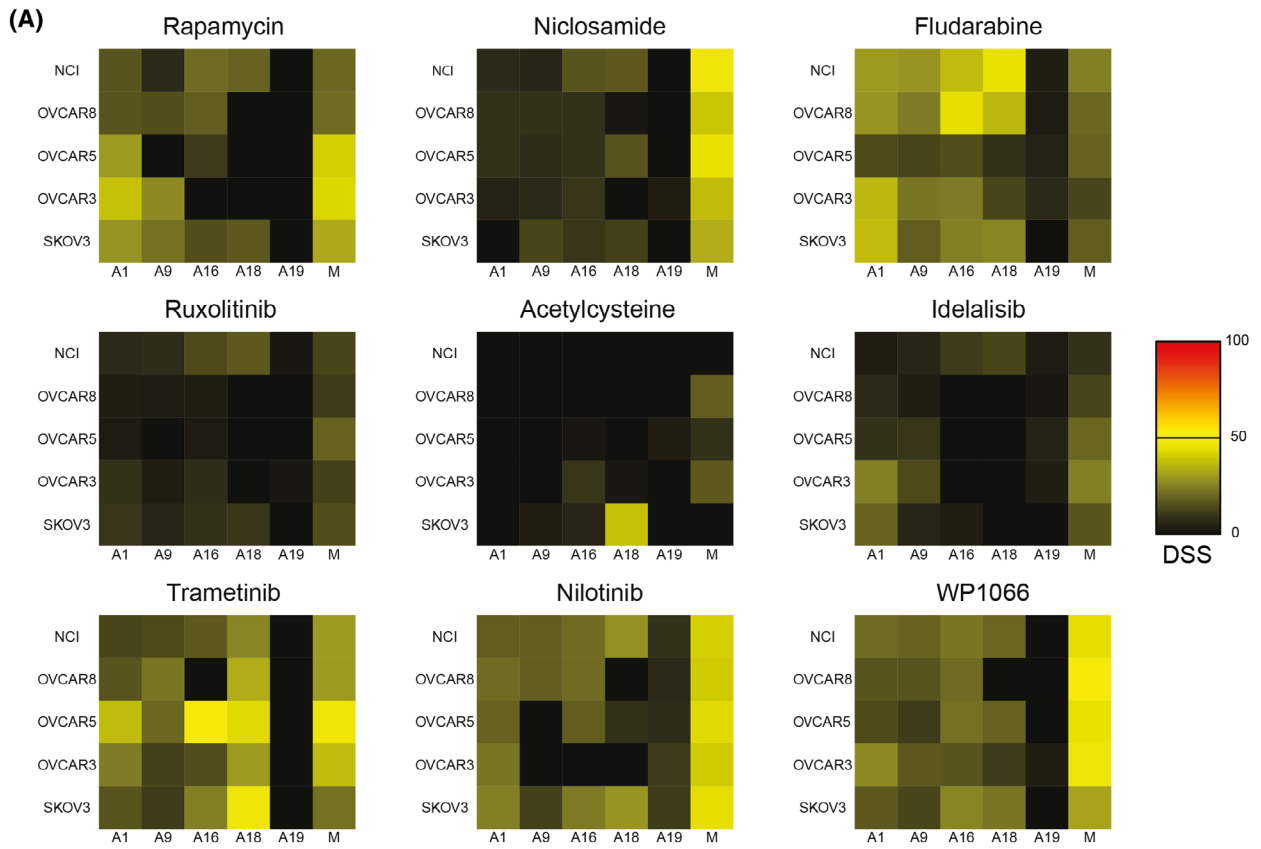 (A)
Rapamycin Niclosamide Fludarabine
NCI NCI NCI
OVCAR8 OVCAR8 OVCAR8
OVCAR5 OVCAR5 OVCAR5
OVCAR3 OVCAR3 OVCAR3
SKOV3 SKOV3 SKOV3
A1 A9 A16 A18 A19 M A1 A9 A16 A18 A19 M A1 A9 A16 A18 A19 M
Ruxolitinib Acetylcysteine Idelalisib
NCI NCI NCI
OVCAR8 OVCAR8 OVCAR8
OVCAR5 OVCAR5 OVCAR5
OVCAR3 OVCAR3 OVCAR3
SKOV3 SKOV3 SKOV3
A1 A9 A16 A18 A19 M A1 A9 A16 A18 A19 M A1 A9 A16 A18 A19 M
100
50
0
DSS
Trametinib Nilotinib WP1066
NCI NCI NCI
OVCAR8 OVCAR8 OVCAR8
OVCAR5 OVCAR5 OVCAR5
OVCAR3 OVCAR3 OVCAR3
SKOV3 SKOV3 SKOV3
A1 A9 A16 A18 A19 M A1 A9 A16 A18 A19 M A1 A9 A16 A18 A19 M